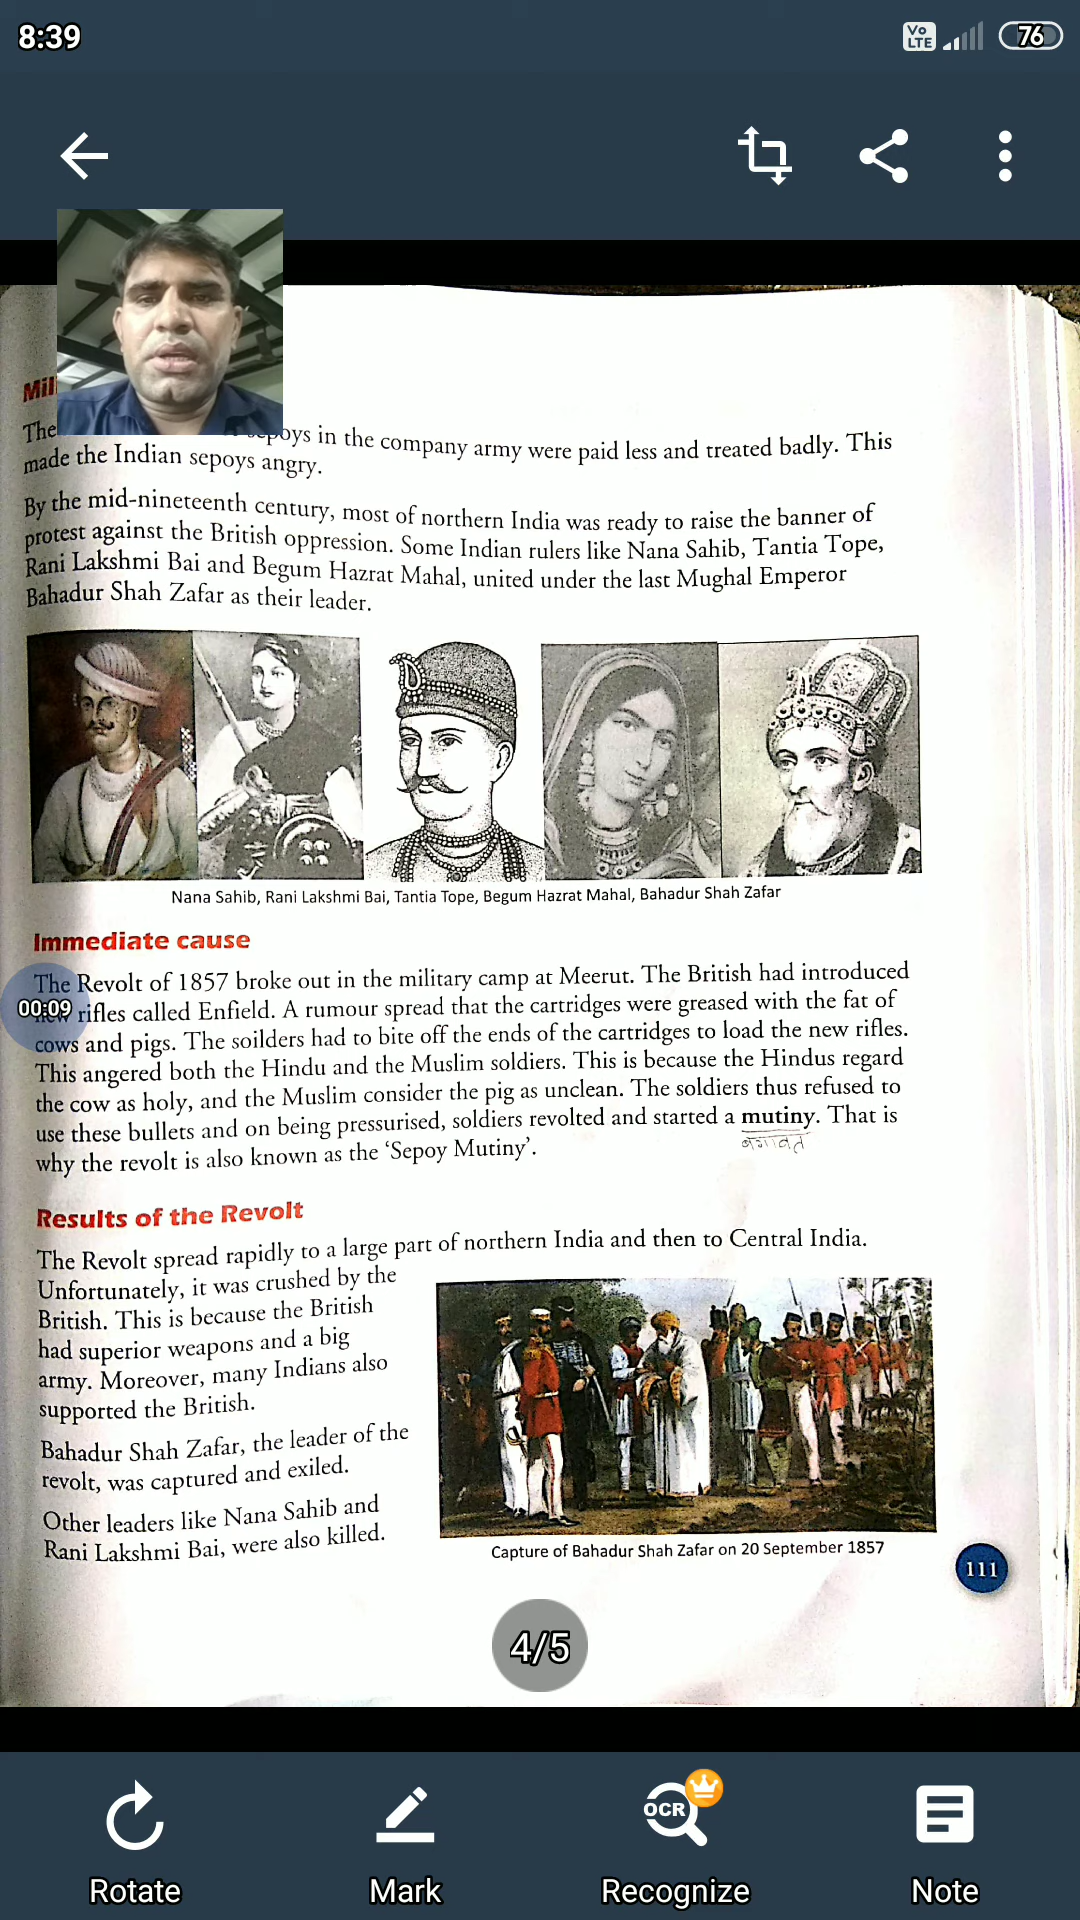 8:39
Vo LTE
76
Mil
The sepoys in the company army were paid less and treated badly. This
made the Indian sepoys angry.
By the mid-nineteenth century, most of northern India was ready to raise the banner of
protest against the British oppression. Some Indian rulers like Nana Sahib, Tantia Tope,
Rani Lakshmi Bai and Begum Hazrat Mahal, united under the last Mughal Emperor
Bahadur Shah Zafar as their leader.
Nana Sahib, Rani Lakshmi Bai, Tantia Tope, Begum Hazrat Mahal, Bahadur Shah Zafar
Immediate cause
The Revolt of 1857 broke out in the military camp at Meerut. The British had introduced
00:09
new rifles called Enfield. A rumour spread that the cartridges were greased with the fat of
cows and pigs. The soilders had to bite off the ends of the cartridges to load the new rifles.
This angered both the Hindu and the Muslim soldiers. This is because the Hindus regard
the cow as holy, and the Muslim consider the pig as unclean. The soldiers thus refused to
use these bullets and on being pressurised, soldiers revolted and started a mutiny. That is
बगावत
why the revolt is also known as the ‘Sepoy Mutiny’.
Results of the Revolt
The Revolt spread rapidly to a large part of northern India and then to Central India.
Unfortunately, it was crushed by the
British. This is because the British
had superior weapons and a big
army. Moreover, many Indians also
supported the British.
Bahadur Shah Zafar, the leader of the
revolt, was captured and exiled.
Other leaders like Nana Sahib and
Rani Lakshmi Bai, were also killed.
Capture of Bahadur Shah Zafar on 20 September 1857
111
4/5
OCR
Rotate
Mark
Recognize
Note